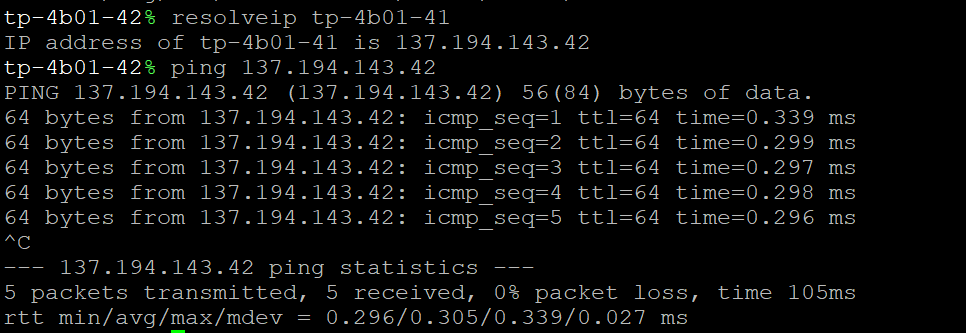 tp-4b01-42% resolveip tp-4b01-41
IP address of tp-4b01-41 is 137.194.143.42
tp-4b01-42% ping 137.194.143.42
PING 137.194.143.42 (137.194.143.42) 56(84) bytes of data.
64 bytes from 137.194.143.42: icmp_seq=1 ttl=64 time=0.339 ms
64 bytes from 137.194.143.42: icmp_seq=2 ttl=64 time=0.299 ms
64 bytes from 137.194.143.42: icmp_seq=3 ttl=64 time=0.297 ms
64 bytes from 137.194.143.42: icmp_seq=4 ttl=64 time=0.298 ms
64 bytes from 137.194.143.42: icmp_seq=5 ttl=64 time=0.296 ms
^C
--- 137.194.143.42 ping statistics ---
5 packets transmitted, 5 received, 0% packet loss, time 105ms
rtt min/avg/max/mdev = 0.296/0.305/0.339/0.027 ms